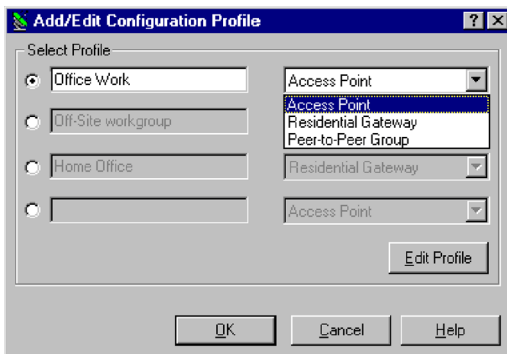 Add/Edit Configuration Profile
Select Profile
Office Work
Access Point
Access Point
Residential Gateway
Peer-to-Peer Group
Off-Site workgroup
Home Office
Residential Gateway
Access Point
Edit Profile
OK
Cancel
Help